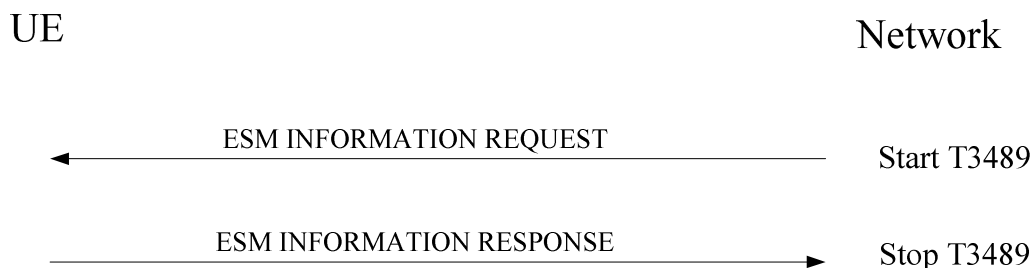 UE
Network
ESM INFORMATION REQUEST
Start T3489
ESM INFORMATION RESPONSE
Stop T3489